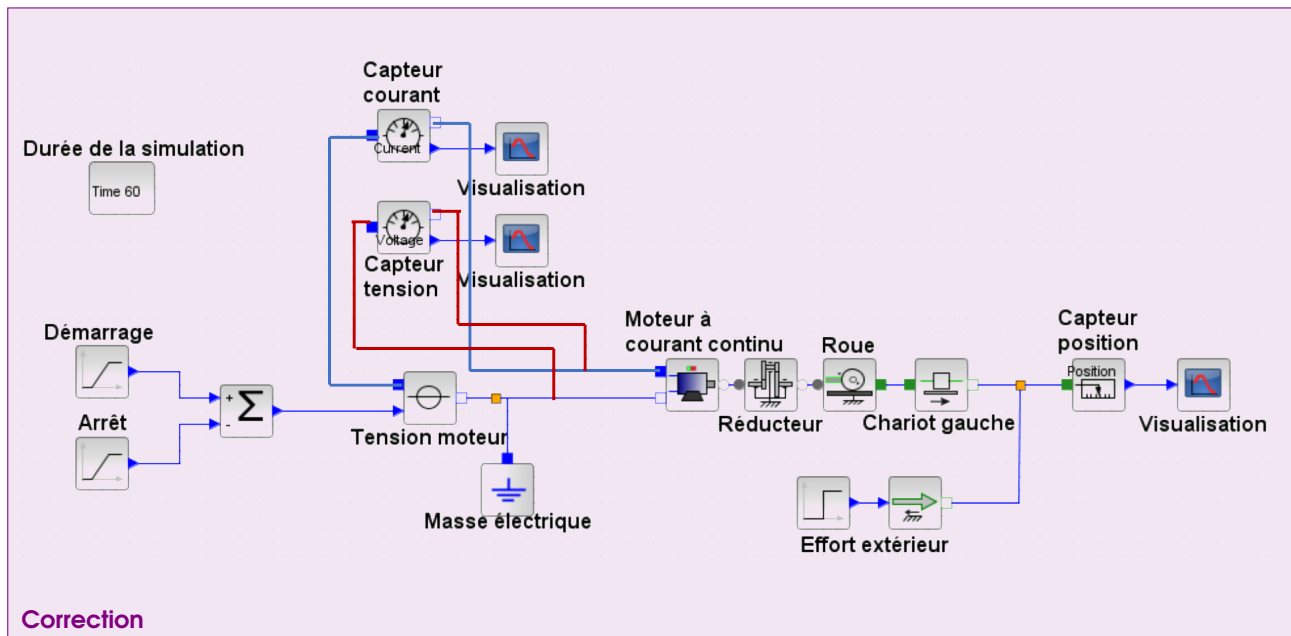 Capteur
courant
Current
Visualisation
Durée de la simulation
Time 60
Voltage
Capteur
tension
Visualisation
Démarrage
Arrêt
+
-
Σ
Tension moteur
Masse électrique
Moteur à
courant continu
Réducteur
Roue
Chariot gauche
Capteur
position
Position
Visualisation
Effort extérieur
Correction